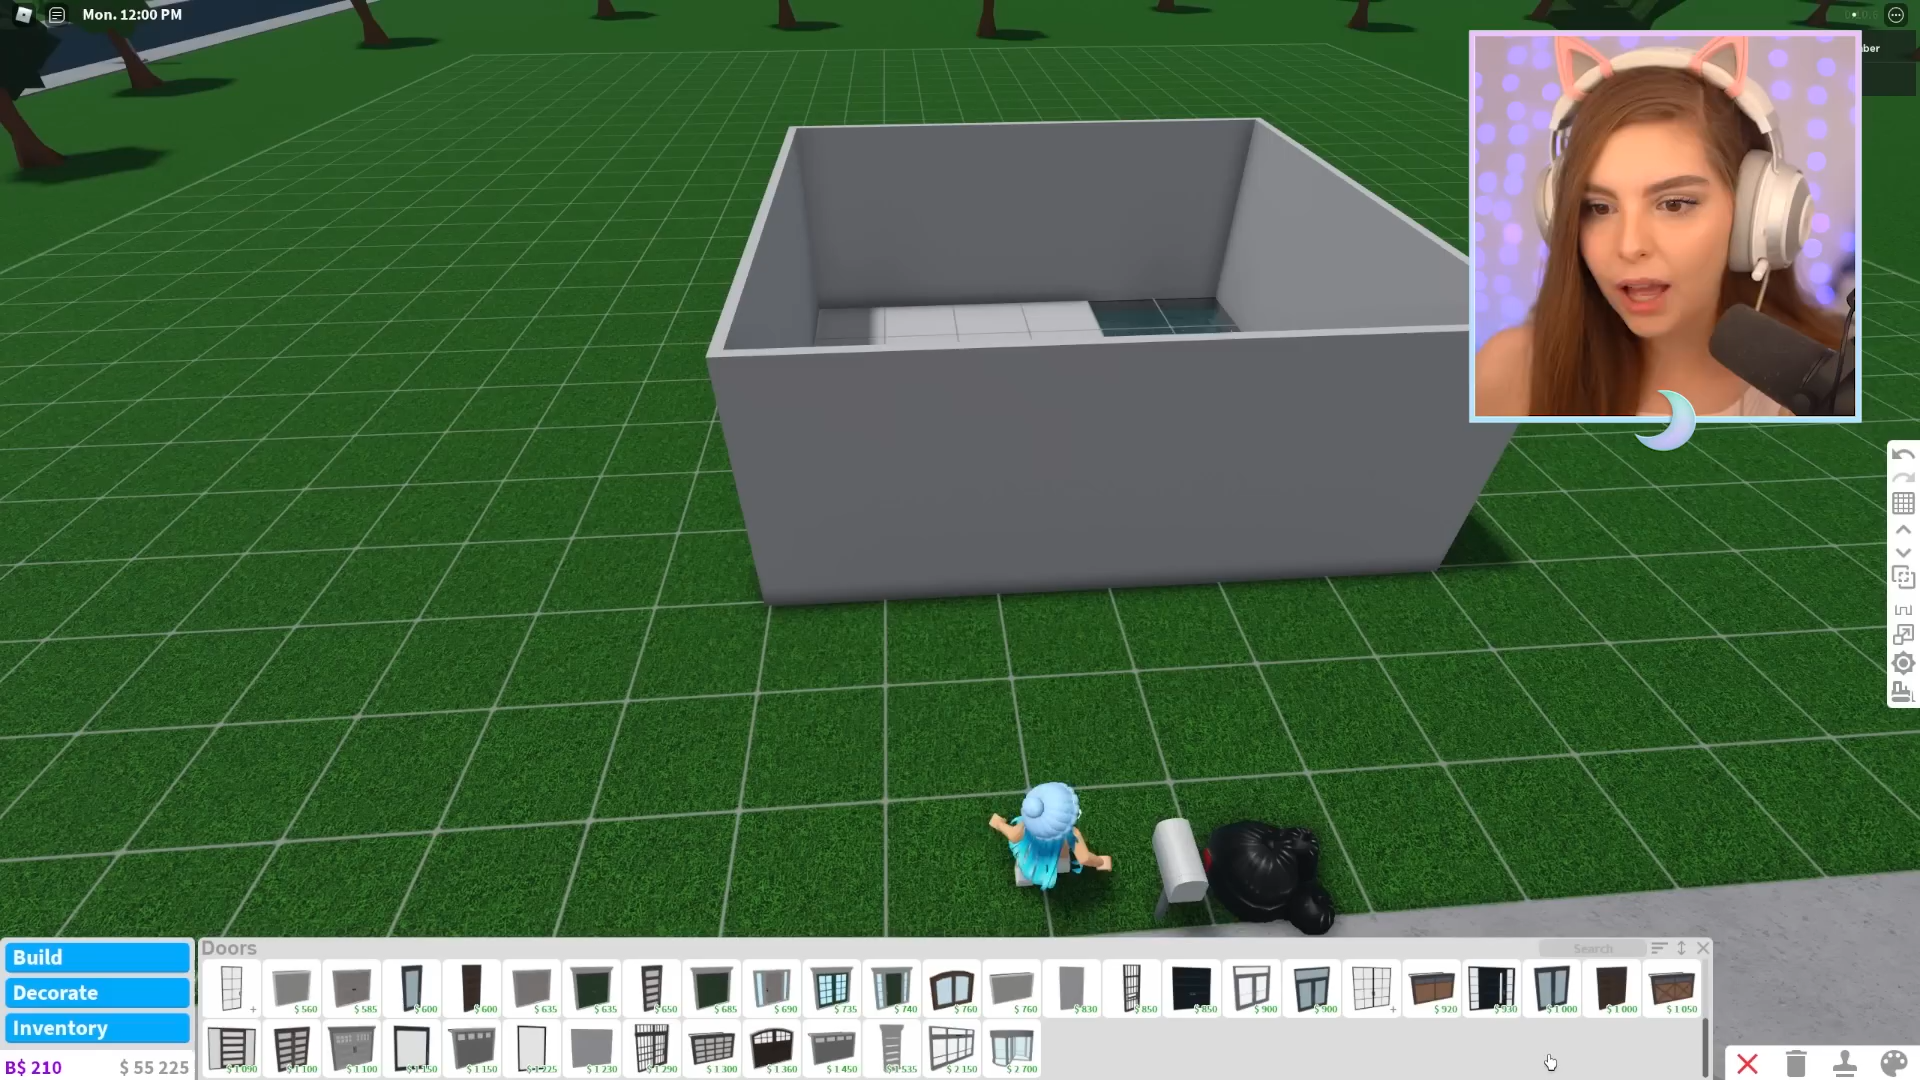 Mon. 12:00 PM
ber
Build
Decorate
Inventory
B$ 210
$ 55 225
Doors
Search
$ 560
$ 585
$ 600
$ 600
$ 635
$ 635
$ 650
$ 685
$ 690
$ 735
$ 740
$ 760
$ 760
$ 830
$ 850
$ 850
$ 900
$ 900
$ 920
$ 930
$ 1 000
$ 1 000
$ 1 050
$ 1 090
$ 1 100
$ 1 100
$ 1 150
$ 1 150
$ 1 225
$ 1 230
$ 1 290
$ 1 300
$ 1 360
$ 1 450
$ 1 535
$ 2 150
$ 2 700